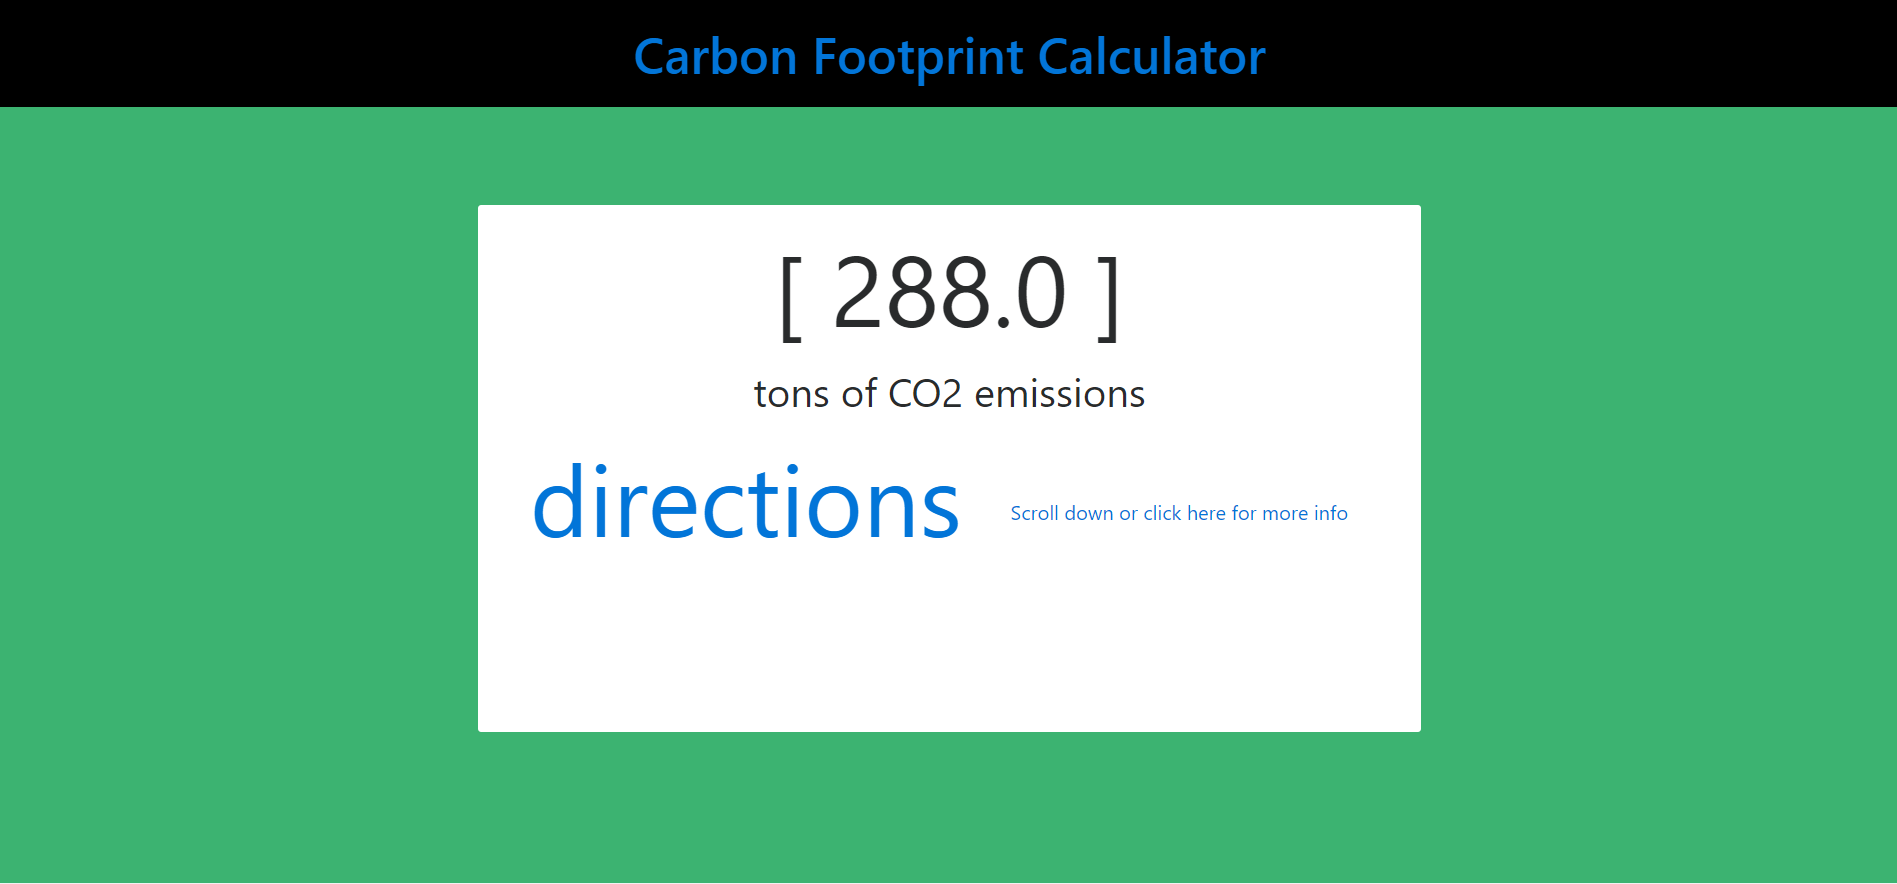 Carbon Footprint Calculator
[ 288.0 ]
tons of CO2 emissions
directions
Scroll down or click here for more info